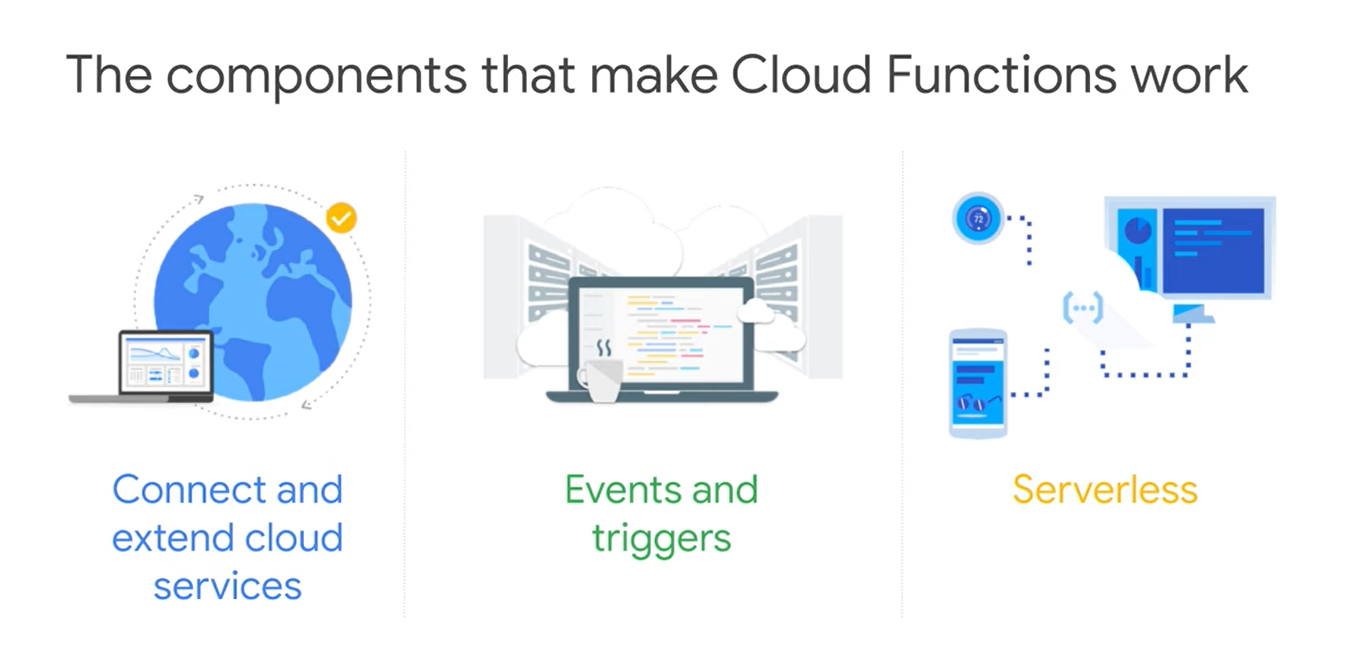 The components that make Cloud Functions work
Connect and
extend cloud
services
Events and
triggers
72
Serverless